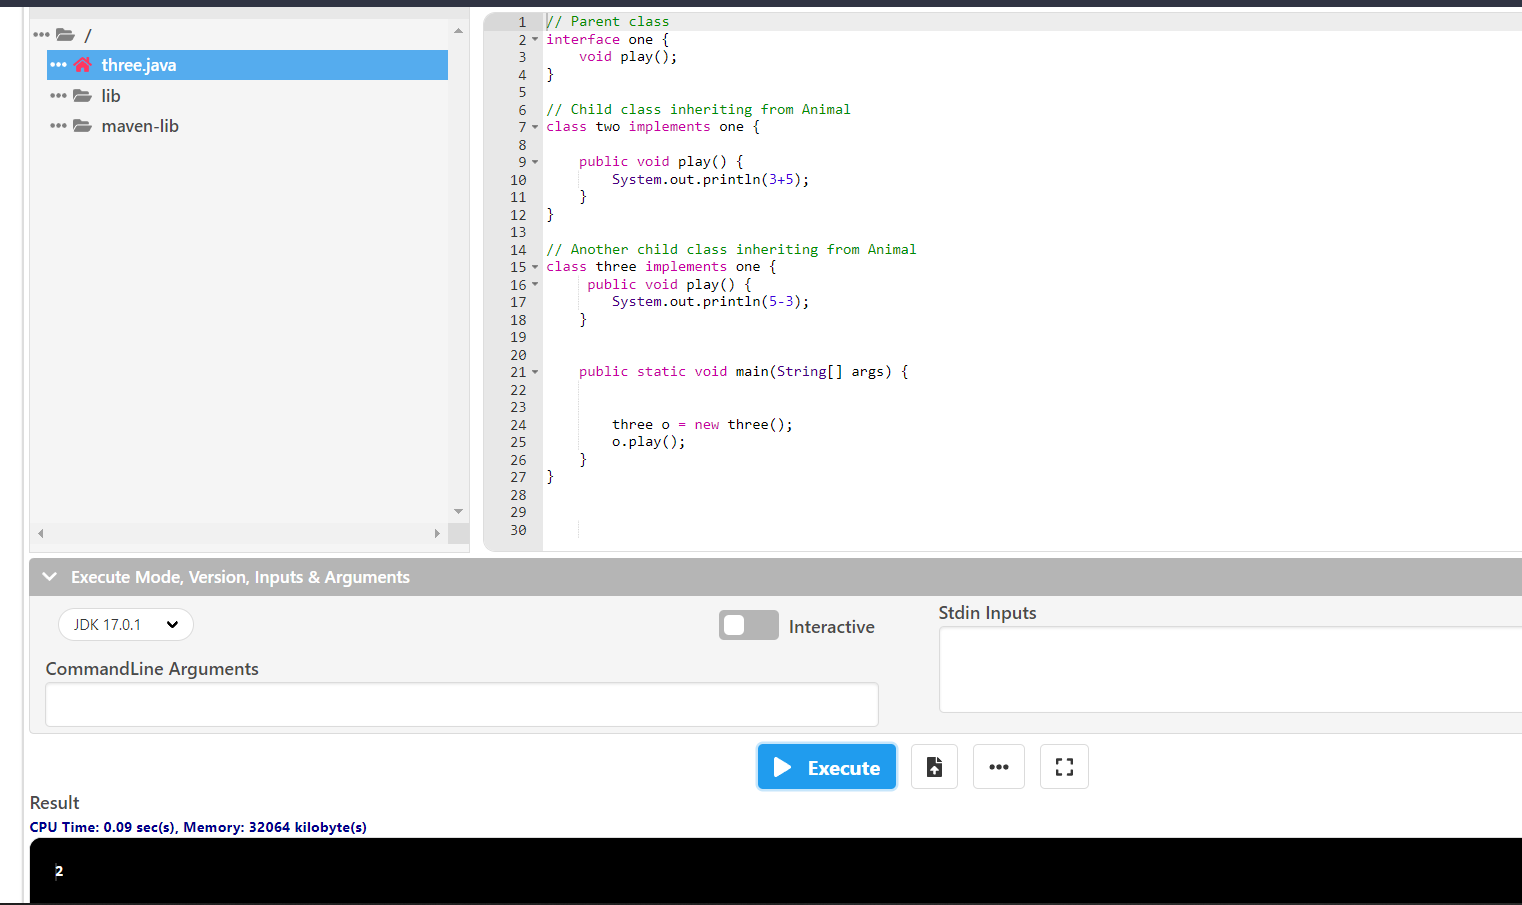 /
three.java
lib
maven-lib
1 // Parent class
2 interface one {
3     void play();
4 }
5
6 // Child class inheriting from Animal
7 class two implements one {
8
9     public void play() {
10         System.out.println(3+5);
11     }
12 }
13
14 // Another child class inheriting from Animal
15 class three implements one {
16      public void play() {
17         System.out.println(5-3);
18     }
19
20
21     public static void main(String[] args) {
22
23
24         three o = new three();
25         o.play();
26     }
27 }
28
29
30
Execute Mode, Version, Inputs & Arguments
JDK 17.0.1
Interactive
Stdin Inputs
CommandLine Arguments
Execute
Result
CPU Time: 0.09 sec(s), Memory: 32064 kilobyte(s)
2